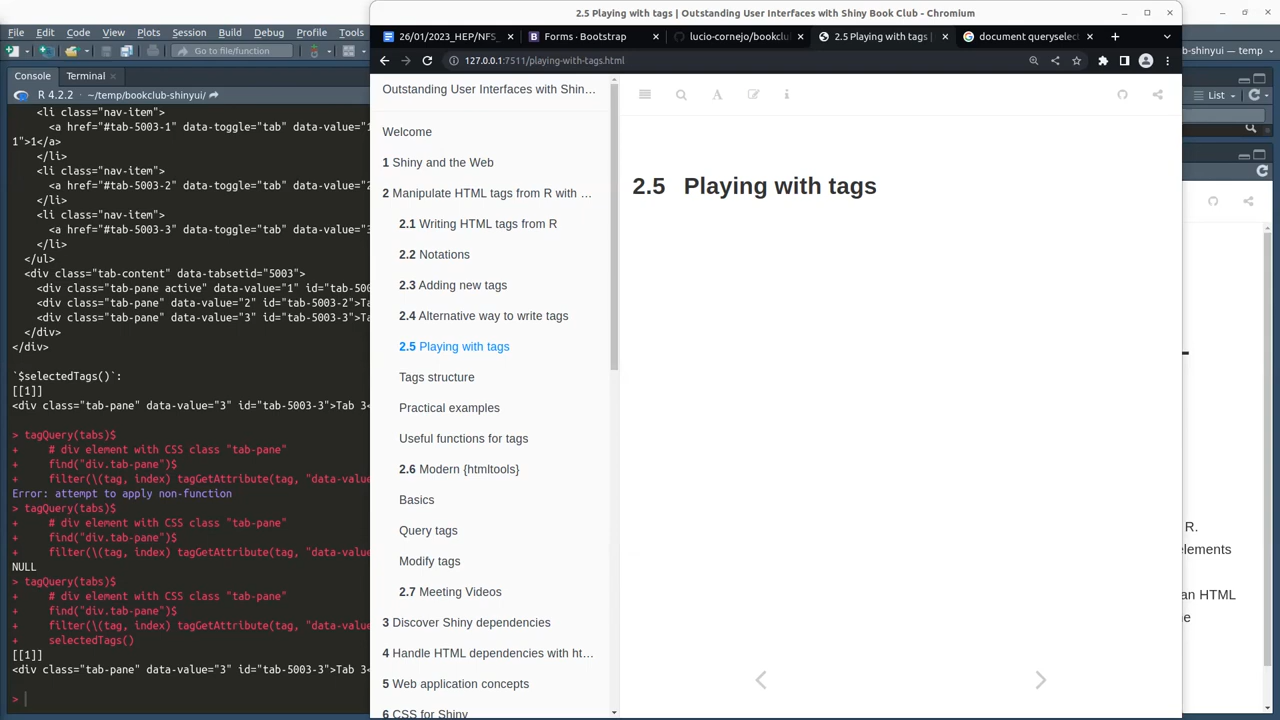 2.5 Playing with tags | Outstanding User Interfaces with Shiny Book Club - Chromium
File Edit Code View Plots Session Build Debug Profile Tools
Go to file/function
bookclub-shinyui — temp
26/01/2023_HEP/NFS_
Forms · Bootstrap
lucio-cornejo/bookclu
2.5 Playing with tags |
document queryselect
127.0.0.1:7511/playing-with-tags.html
Console Terminal
R 4.2.2 · ~/temp/bookclub-shinyui/
List
<li class="nav-item">
<a href="#tab-5003-1" data-toggle="tab" data-value="1
1">1</a>
</li>
<li class="nav-item">
<a href="#tab-5003-2" data-toggle="tab" data-value="2
</li>
<li class="nav-item">
<a href="#tab-5003-3" data-toggle="tab" data-value="3
</li>
</ul>
<div class="tab-content" data-tabsetid="5003">
<div class="tab-pane active" data-value="1" id="tab-500
<div class="tab-pane" data-value="2" id="tab-5003-2">Ta
<div class="tab-pane" data-value="3" id="tab-5003-3">Ta
</div>
</div>
`$selectedTags()`:
[[1]]
<div class="tab-pane" data-value="3" id="tab-5003-3">Tab 3<
> tagQuery(tabs)$
+ # div element with CSS class "tab-pane"
+ find("div.tab-pane")$
+ filter(\(tag, index) tagGetAttribute(tag, "data-value
Error: attempt to apply non-function
> tagQuery(tabs)$
+ # div element with CSS class "tab-pane"
+ find("div.tab-pane")$
+ filter(\(tag, index) tagGetAttribute(tag, "data-value
NULL
> tagQuery(tabs)$
+ # div element with CSS class "tab-pane"
+ find("div.tab-pane")$
+ filter(\(tag, index) tagGetAttribute(tag, "data-value
+ selectedTags()
[[1]]
<div class="tab-pane" data-value="3" id="tab-5003-3">Tab 3<
>
Outstanding User Interfaces with Shin...
Welcome
1 Shiny and the Web
2 Manipulate HTML tags from R with ...
2.1 Writing HTML tags from R
2.2 Notations
2.3 Adding new tags
2.4 Alternative way to write tags
2.5 Playing with tags
Tags structure
Practical examples
Useful functions for tags
2.6 Modern {htmltools}
Basics
Query tags
Modify tags
2.7 Meeting Videos
3 Discover Shiny dependencies
4 Handle HTML dependencies with ht...
5 Web application concepts
6 CSS for Shiny
2.5 Playing with tags
R.
elements
an HTML
e